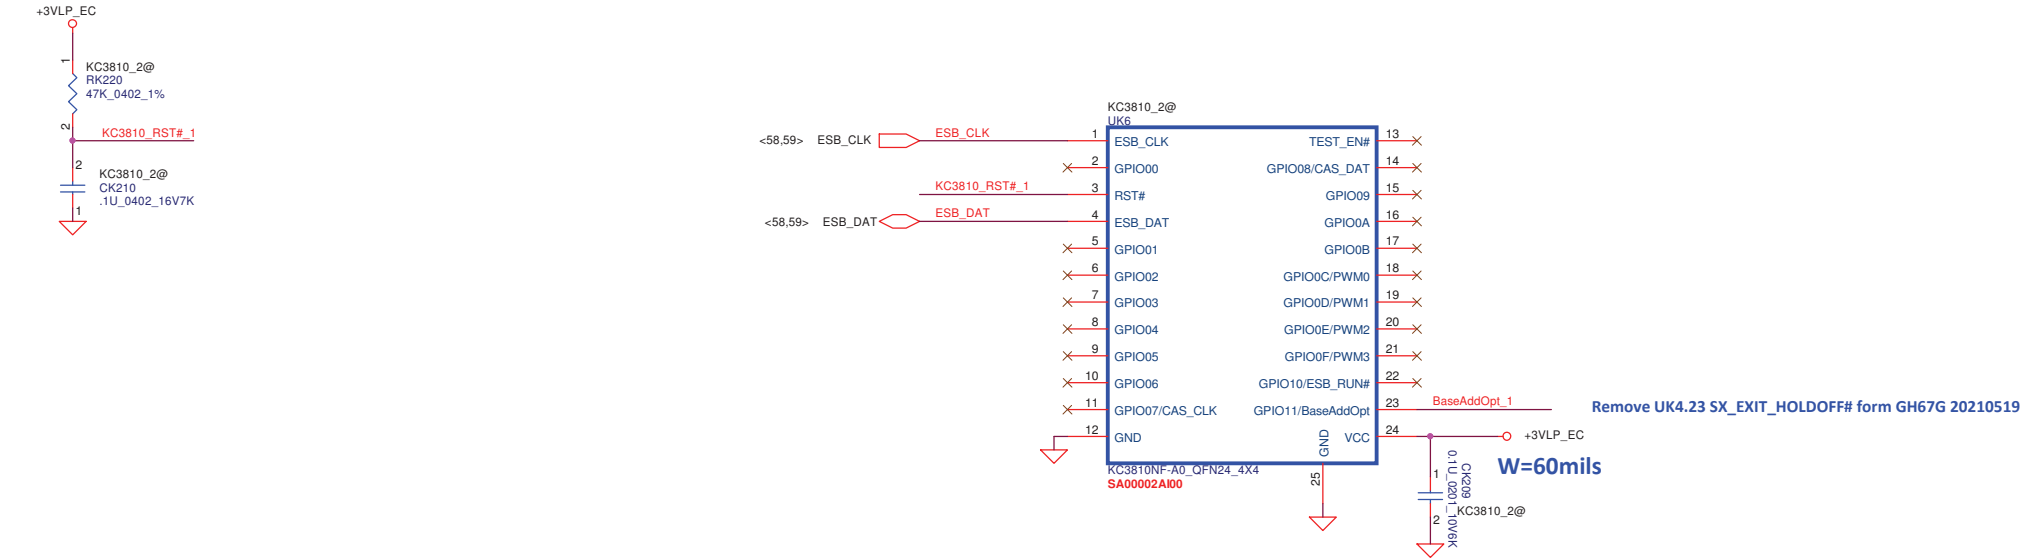 +3VLP_EC
1
KC3810_2@
RK220
47K_0402_1%
2
KC3810_RST#_1
2
KC3810_2@
CK210
.1U_0402_16V7K
1
KC3810_2@
UK6
<58,59> ESB_CLK ESB_CLK 1 ESB_CLK TEST_EN# 13
2 GPIO00 GPIO08/CAS_DAT 14
KC3810_RST#_1 3 RST# GPIO09 15
<58,59> ESB_DAT ESB_DAT 4 ESB_DAT GPIO0A 16
5 GPIO01 GPIO0B 17
6 GPIO02 GPIO0C/PWM0 18
7 GPIO03 GPIO0D/PWM1 19
8 GPIO04 GPIO0E/PWM2 20
9 GPIO05 GPIO0F/PWM3 21
10 GPIO06 GPIO10/ESB_RUN# 22
11 GPIO07/CAS_CLK GPIO11/BaseAddOpt 23 BaseAddOpt_1 Remove UK4.23 SX_EXIT_HOLDOFF# form GH67G 20210519
12 GND GND VCC 24 +3VLP_EC
KC3810NF-A0_QFN24_4X4
SA00002AI00
25
W=60mils
1
CK209
0.1U_0201_10V6K
2
KC3810_2@